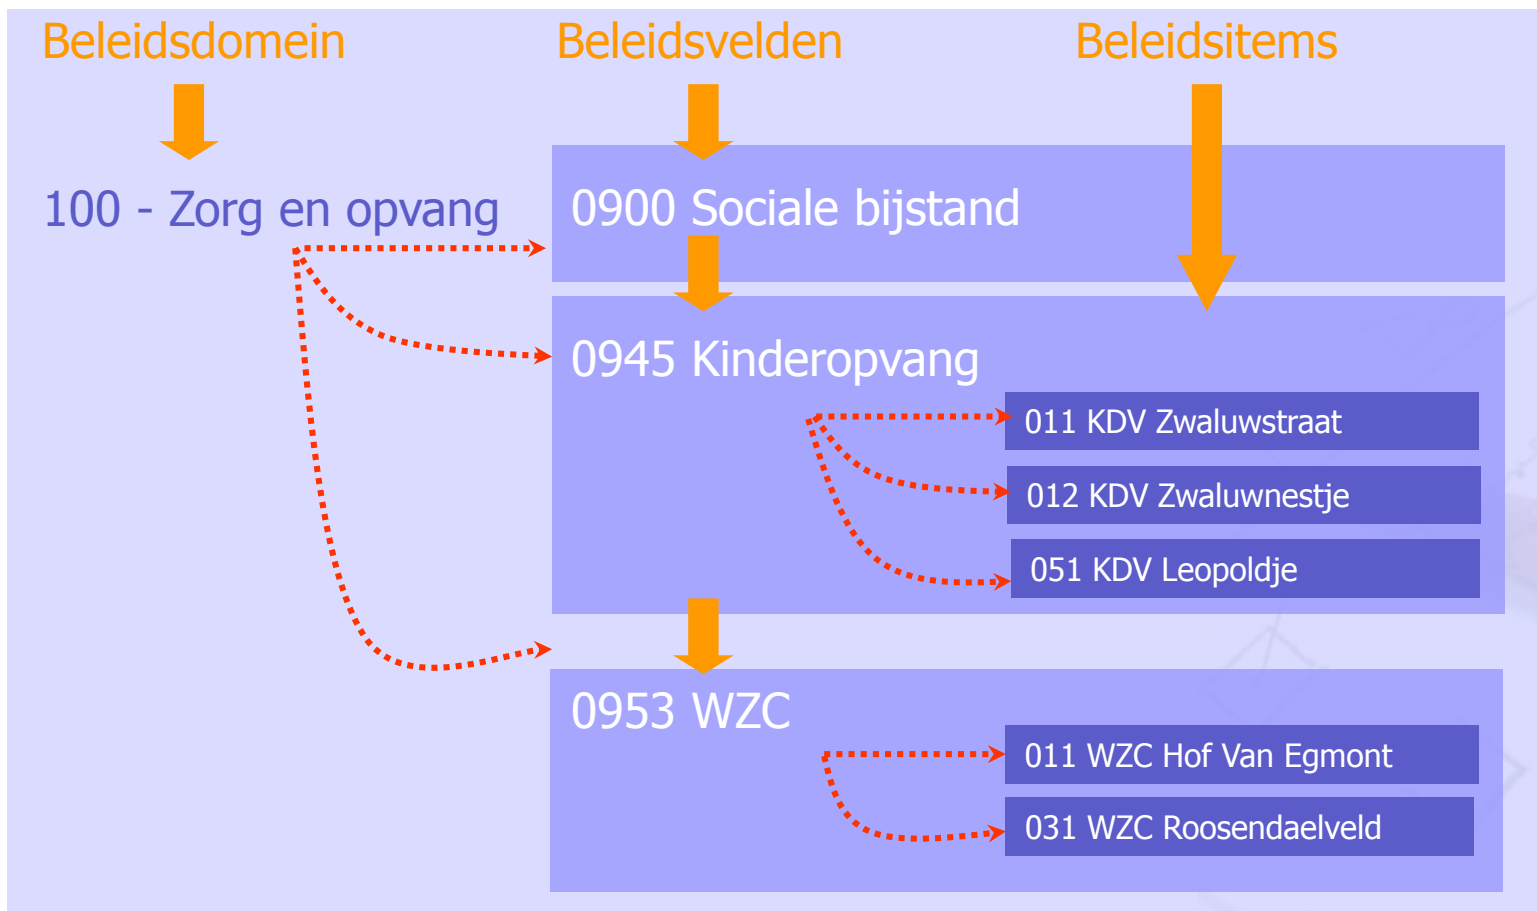 Beleidsdomein
Beleidsvelden
Beleidsitems
100 - Zorg en opvang
0900 Sociale bijstand
0945 Kinderopvang
011 KDV Zwaluwstraat
012 KDV Zwaluwnestje
051 KDV Leopoldje
0953 WZC
011 WZC Hof Van Egmont
031 WZC Roosendaelveld